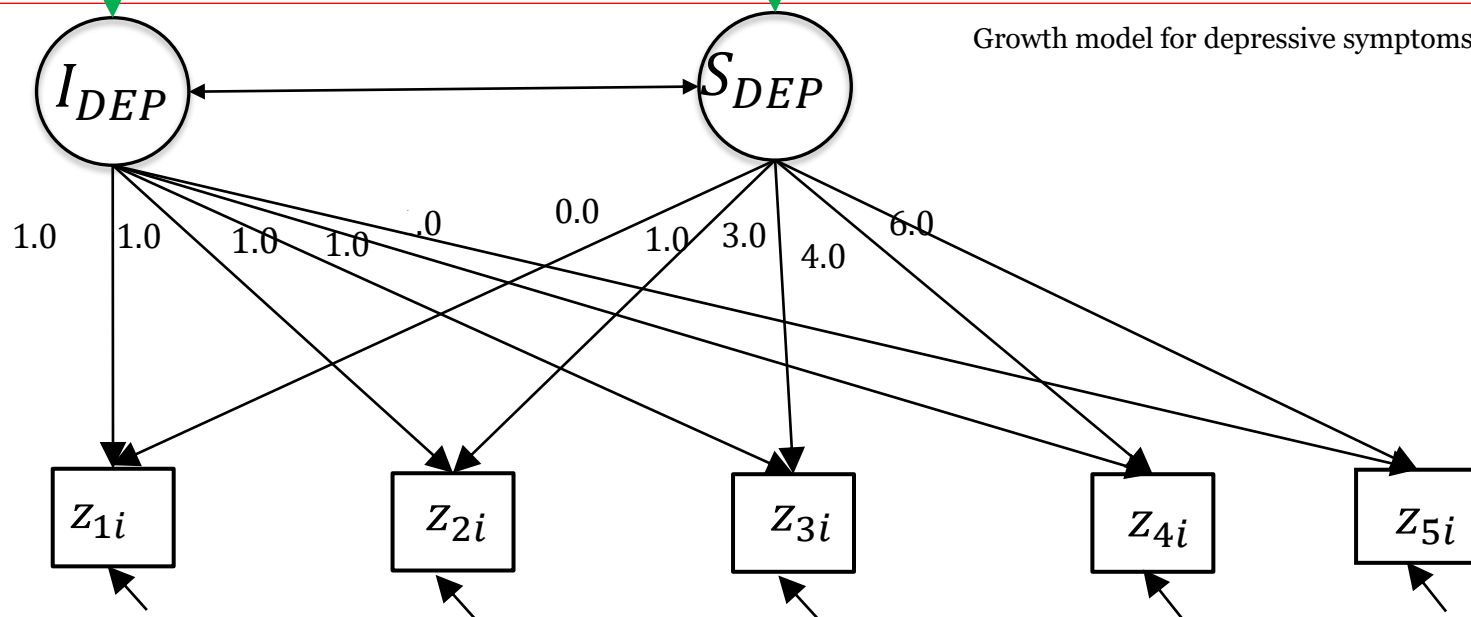 Growth model for depressive symptoms
I_DEP
S_DEP
1.0
1.0
1.0
1.0
.0
0.0
1.0
3.0
4.0
6.0
z_1i
z_2i
z_3i
z_4i
z_5i